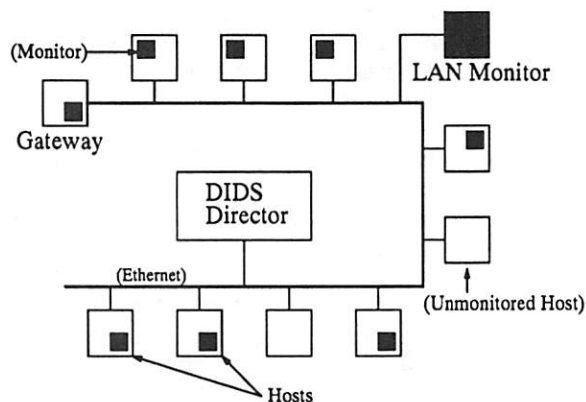 (Monitor)
LAN Monitor
Gateway
DIDS
Director
(Ethernet)
(Unmonitored Host)
Hosts